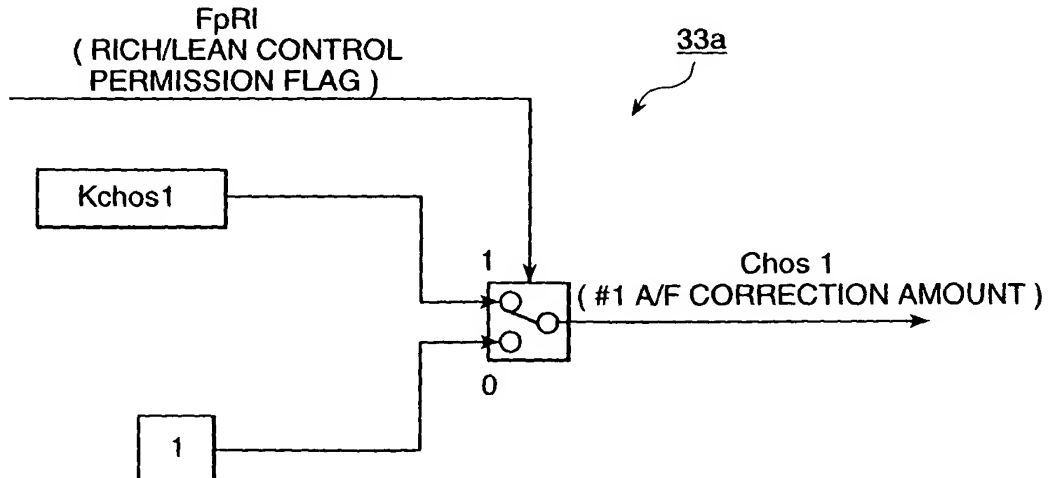 FpRl
( RICH/LEAN CONTROL
PERMISSION FLAG )
33a
Kchos1
1
Chos 1
( #1 A/F CORRECTION AMOUNT )
0
1